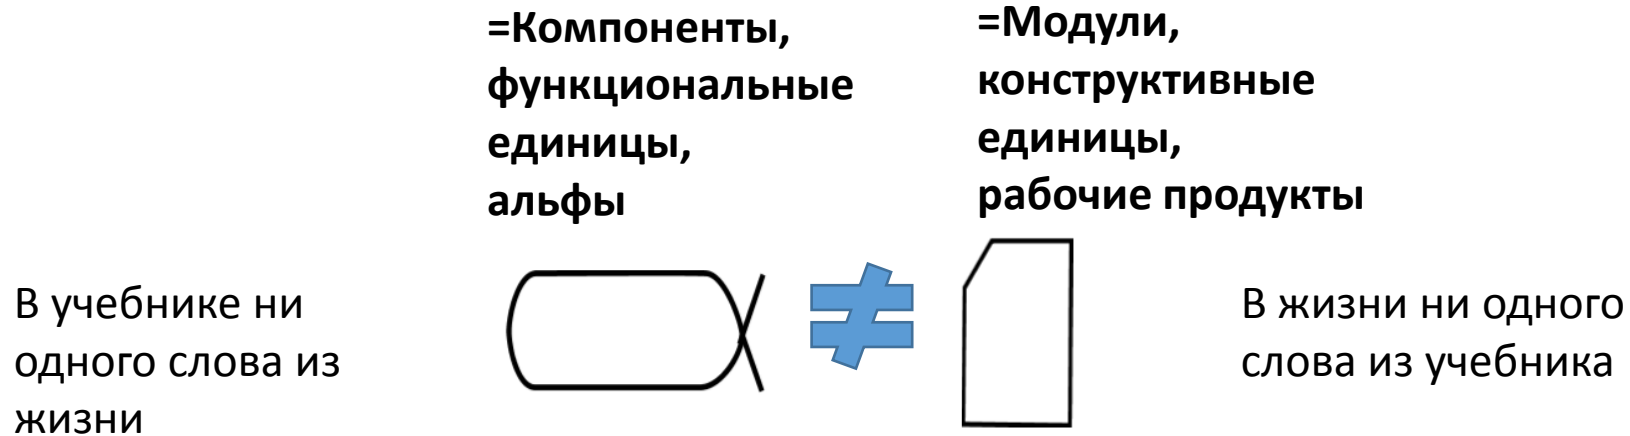 =Компоненты,
функциональные
единицы,
альфы
=Модули,
конструктивные
единицы,
рабочие продукты
В учебнике ни
одного слова из
жизни
В жизни ни одного
слова из учебника